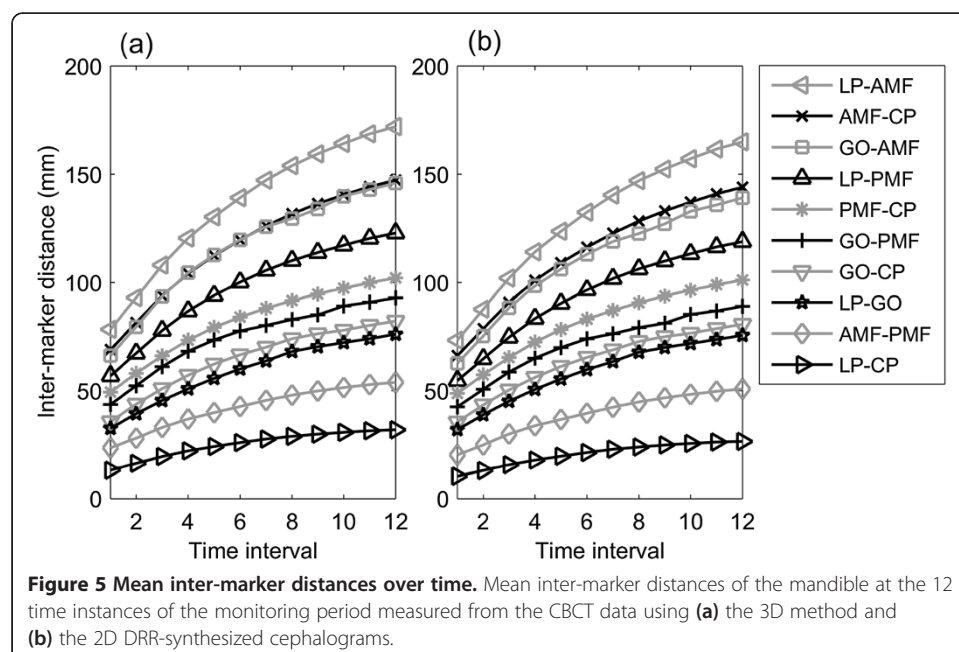 (a)
(b)
200
150
100
50
0
Inter-marker distance (mm)
2 4 6 8 10 12
Time interval
200
150
100
50
0
2 4 6 8 10 12
Time interval
LP-AMF
AMF-CP
GO-AMF
LP-PMF
PMF-CP
GO-PMF
GO-CP
LP-GO
AMF-PMF
LP-CP
Figure 5 Mean inter-marker distances over time. Mean inter-marker distances of the mandible at the 12
time instances of the monitoring period measured from the CBCT data using (a) the 3D method and
(b) the 2D DRR-synthesized cephalograms.